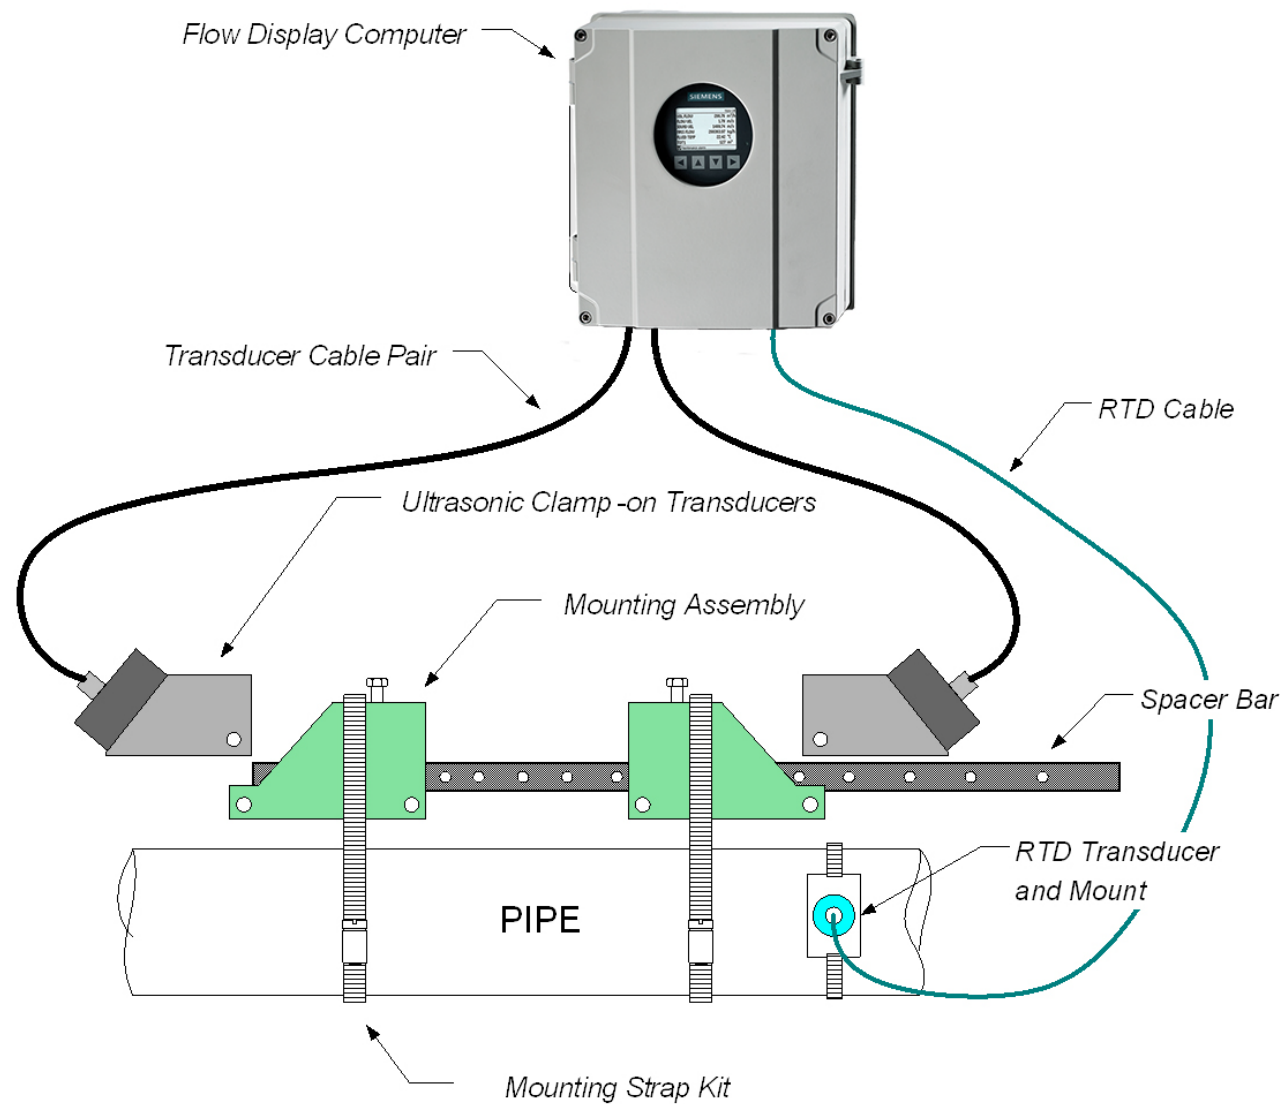 Flow Display Computer
SIEMENS
Transducer Cable Pair
RTD Cable
Ultrasonic Clamp -on Transducers
Mounting Assembly
Spacer Bar
RTD Transducer
and Mount
PIPE
Mounting Strap Kit